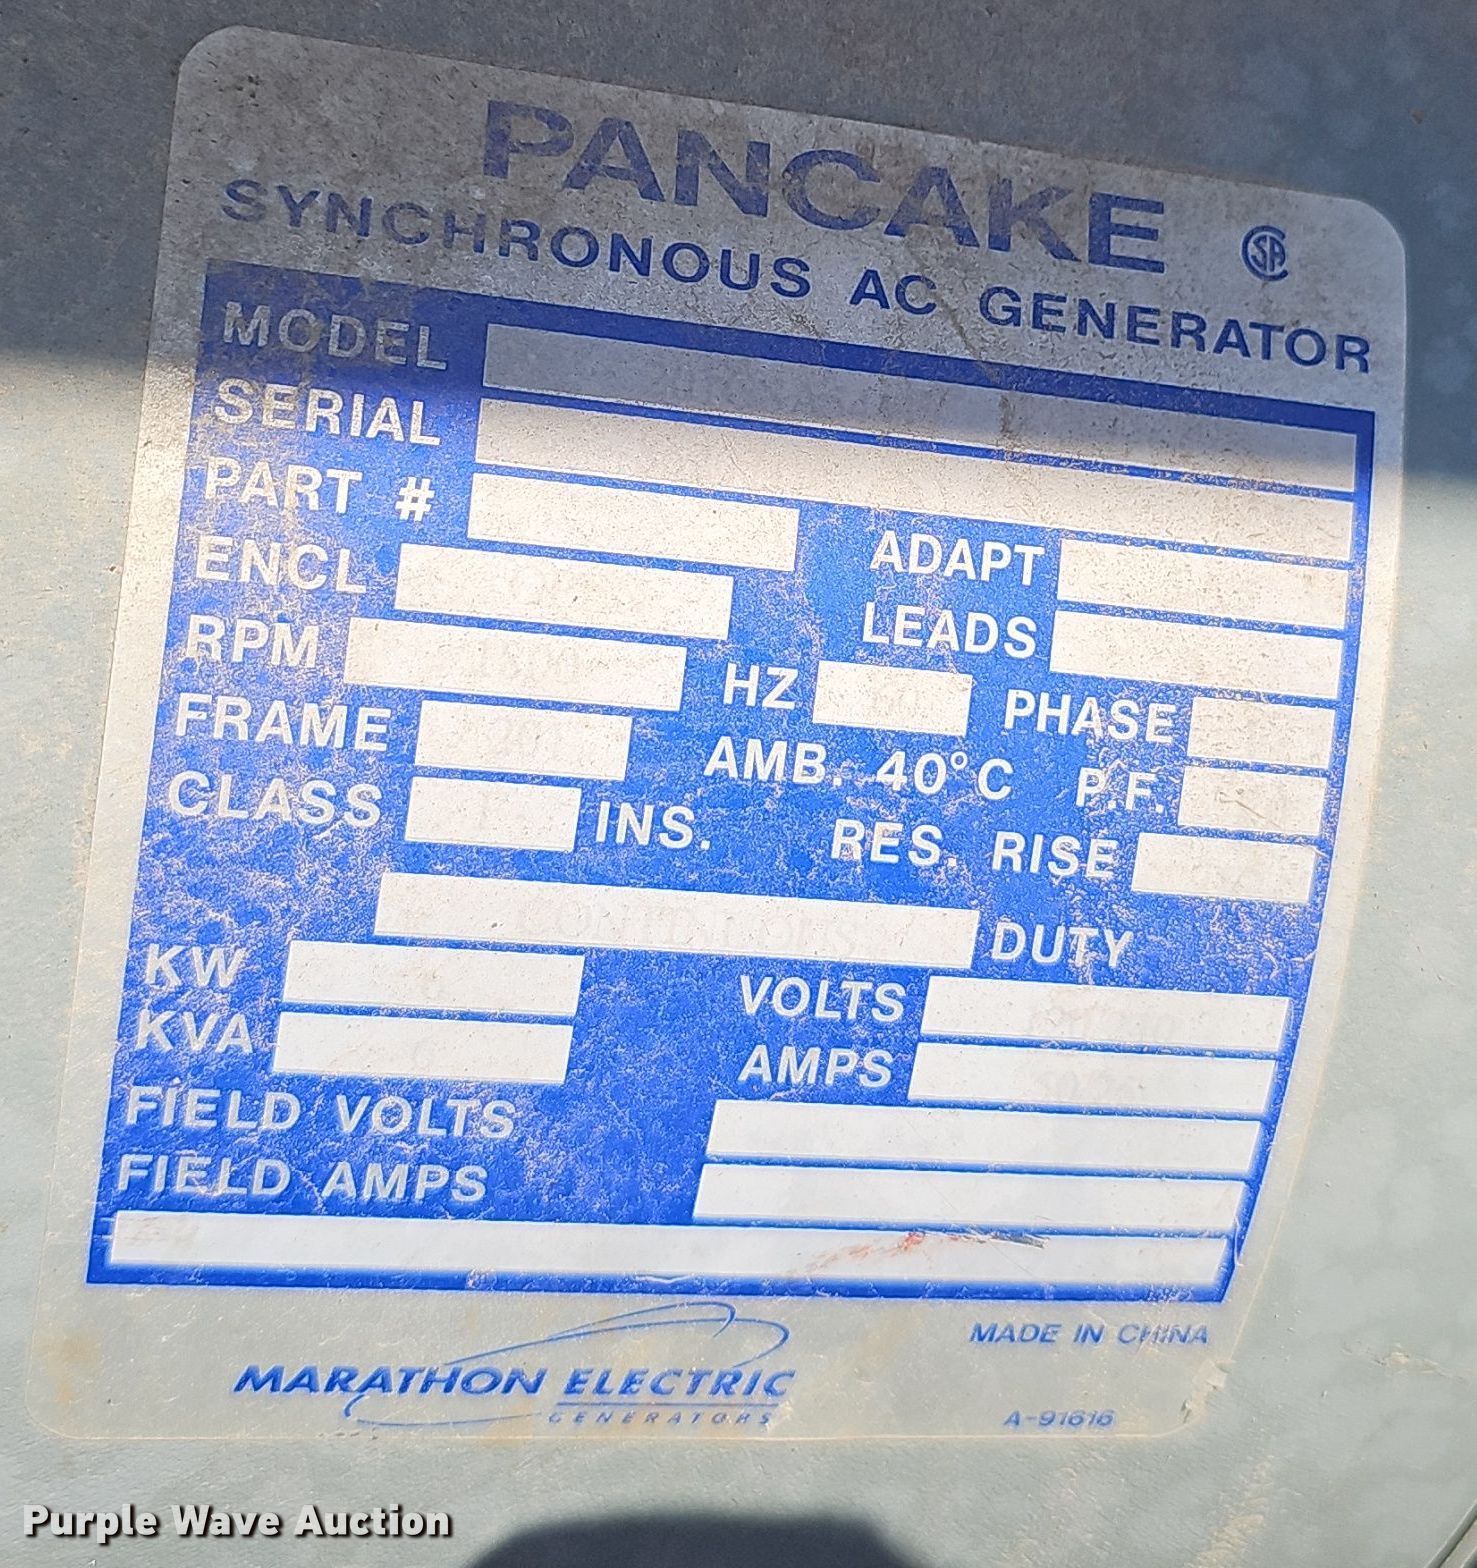 PANCAKE
SYNCHRONOUS AC GENERATOR
MODEL
SERIAL
PART # ADAPT
ENCL LEADS
RPM HZ PHASE
FRAME AMB. 40°C P.F.
CLASS INS. RES. RISE
DUTY
KW VOLTS
KVA AMPS
FIELD VOLTS
FIELD AMPS
MADE IN CHINA
MARATHON ELECTRIC
GENERATORS
A-91616
Purple Wave Auction